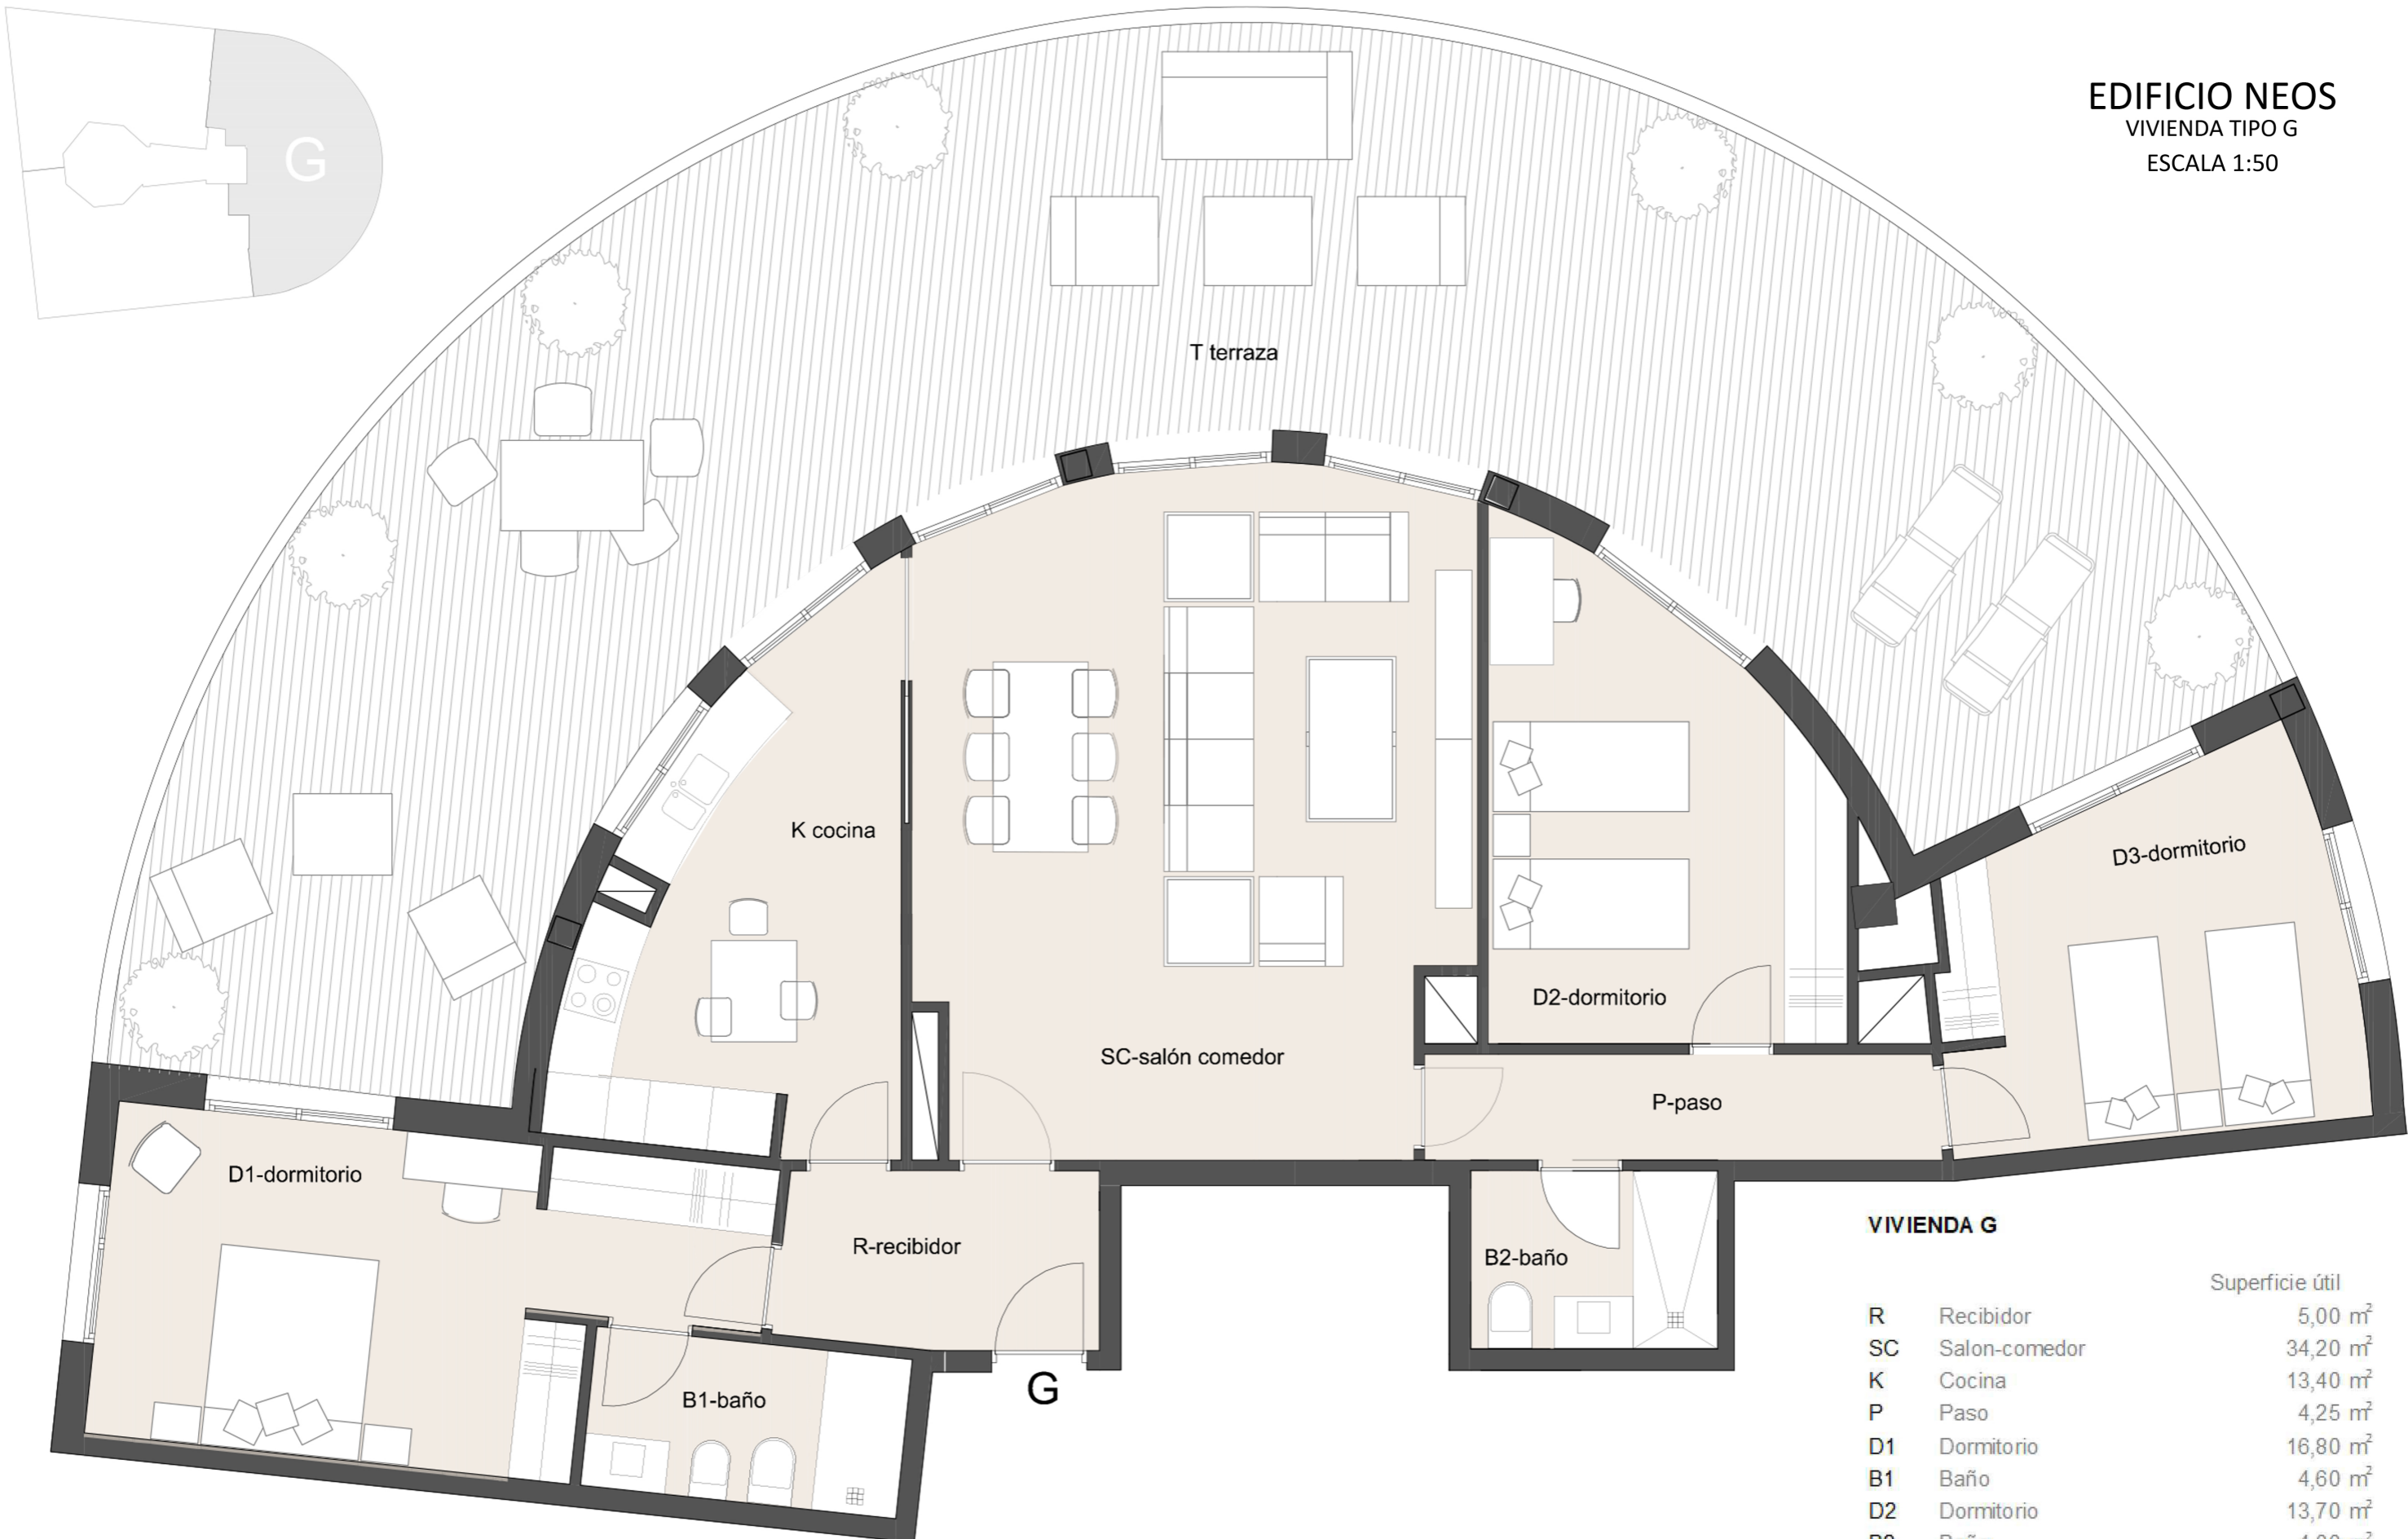 EDIFICIO NEOS
VIVIENDA TIPO G
ESCALA 1:50
G
T terraza
K cocina
D3-dormitorio
D2-dormitorio
SC-salón comedor
P-paso
D1-dormitorio
R-recibidor
B2-baño
B1-baño
G
VIVIENDA G
Superficie útil
R Recibidor 5,00 m²
SC Salon-comedor 34,20 m²
K Cocina 13,40 m²
P Paso 4,25 m²
D1 Dormitorio 16,80 m²
B1 Baño 4,60 m²
D2 Dormitorio 13,70 m²